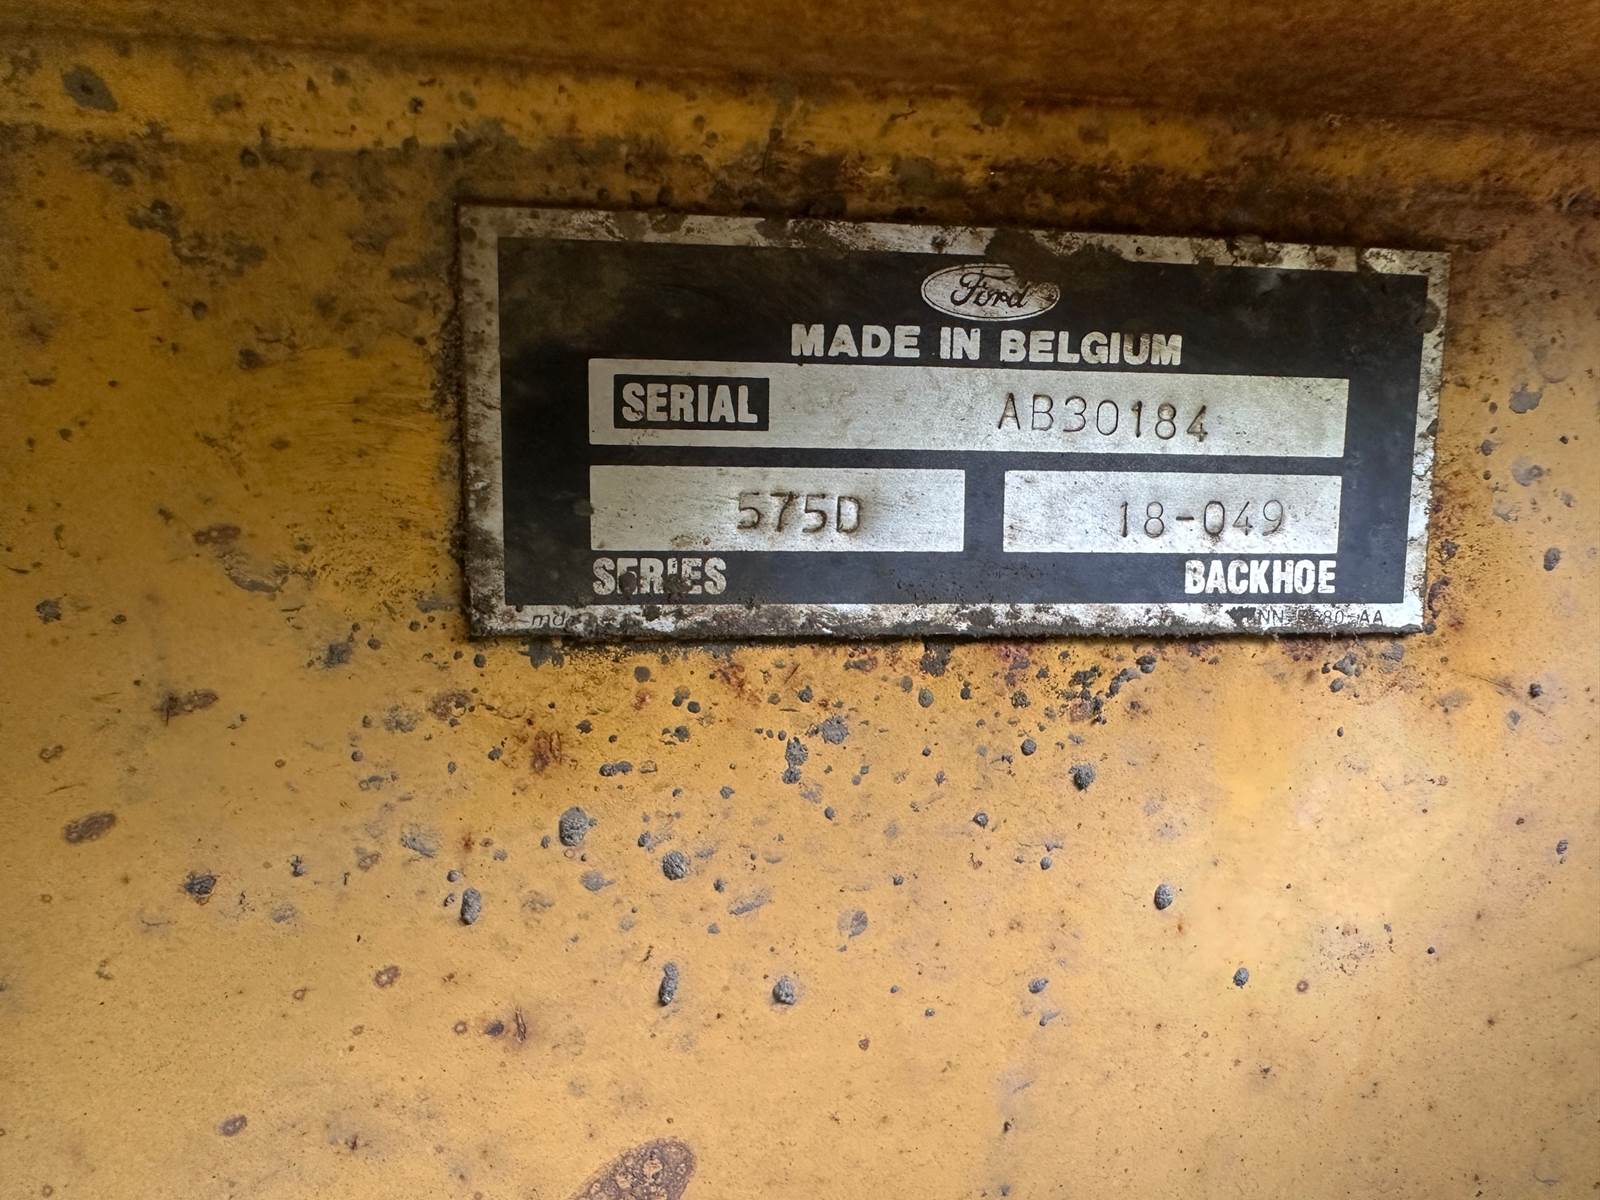 Ford
MADE IN BELGIUM
SERIAL AB30184
575D 18-049
SERIES BACKHOE